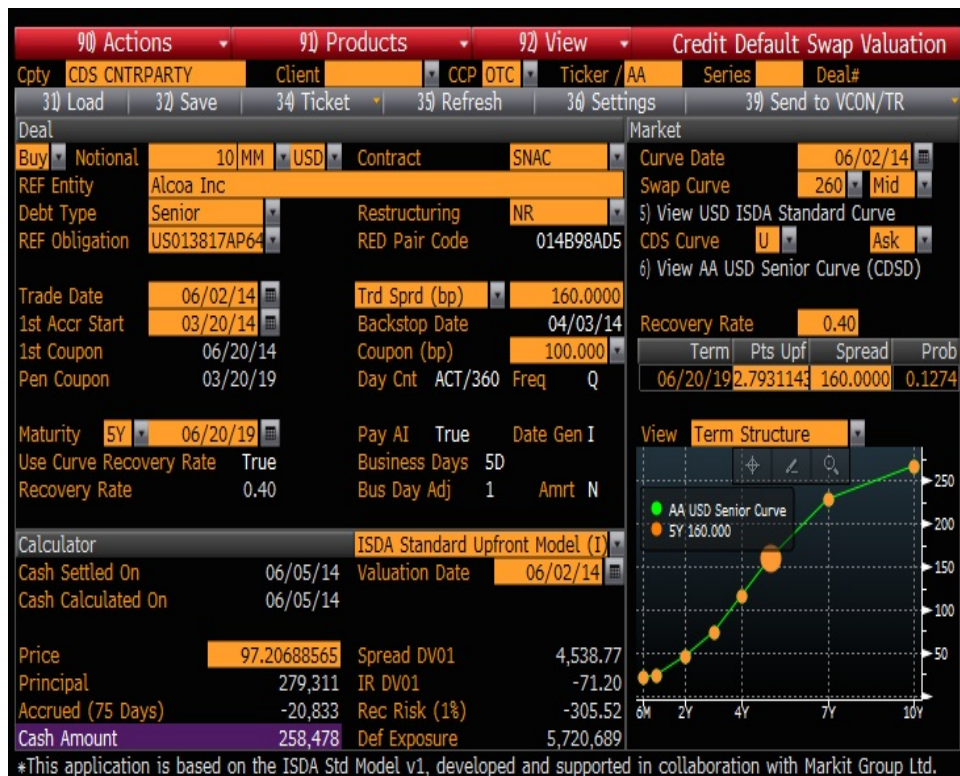 90) Actions 91) Products 92) View Credit Default Swap Valuation
Cpty CDS CNTRPARTY Client CCP OTC Ticker / AA Series Deal#
31) Load 32) Save 34) Ticket 35) Refresh 36) Settings 39) Send to VCON/TR
Deal Market
Buy Notional 10 MM USD Contract SNAC Curve Date 06/02/14
REF Entity Alcoa Inc Swap Curve 260 Mid
Debt Type Senior Restructuring NR 5) View USD ISDA Standard Curve
REF Obligation US013817AP64 RED Pair Code 014B98AD5 CDS Curve U Ask
6) View AA USD Senior Curve (CDSD)
Trade Date 06/02/14 Trd Sprd (bp) 160.0000
1st Accr Start 03/20/14 Backstop Date 04/03/14 Recovery Rate 0.40
1st Coupon 06/20/14 Coupon (bp) 100.000 Term Pts Upf Spread Prob
Pen Coupon 03/20/19 Day Cnt ACT/360 Freq Q 06/20/19 2.7931143 160.0000 0.1274
Maturity 5Y 06/20/19 Pay AI True Date Gen I View Term Structure
Use Curve Recovery Rate True Business Days 5D
Recovery Rate 0.40 Bus Day Adj 1 Amrt N
250
AA USD Senior Curve
5Y 160.000
200
150
100
50
6M 2Y 4Y 7Y 10Y
Calculator ISDA Standard Upfront Model (I)
Cash Settled On 06/05/14 Valuation Date 06/02/14
Cash Calculated On 06/05/14
Price 97.20688565 Spread DV01 4,538.77
Principal 279,311 IR DV01 -71.20
Accrued (75 Days) -20,833 Rec Risk (1%) -305.52
Cash Amount 258,478 Def Exposure 5,720,689
*This application is based on the ISDA Std Model v1, developed and supported in collaboration with Markit Group Ltd.